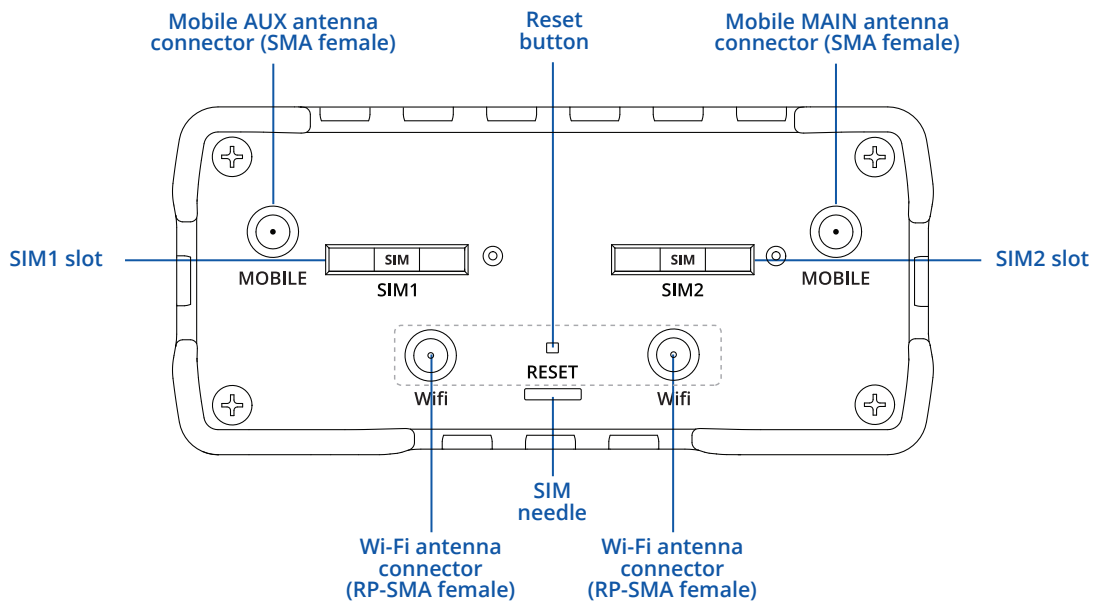 Mobile AUX antenna
connector (SMA female)
Reset
button
Mobile MAIN antenna
connector (SMA female)
SIM1 slot
MOBILE
SIM
SIM1
SIM
SIM2
MOBILE
SIM2 slot
RESET
Wifi
Wifi
SIM
needle
Wi-Fi antenna
connector
(RP-SMA female)
Wi-Fi antenna
connector
(RP-SMA female)